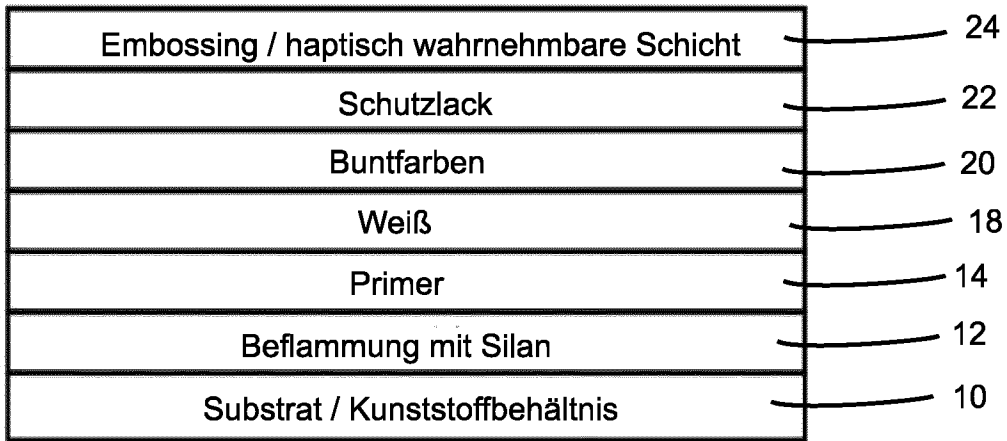 Embossing / haptisch wahrnehmbare Schicht 24
Schutzlack 22
Buntfarben 20
Weiß 18
Primer 14
Beflammung mit Silan 12
Substrat / Kunststoffbehältnis 10